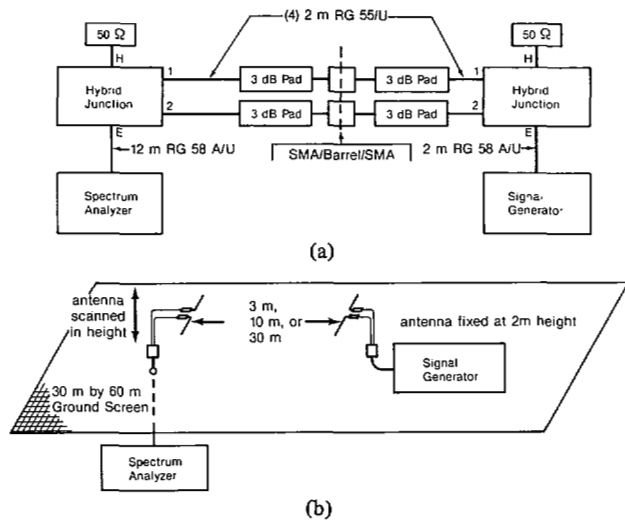 (4) 2 m RG 55/U
50 Ω
50 Ω
H
H
Hybrid
Junction
1
2
3 dB Pad
3 dB Pad
3 dB Pad
3 dB Pad
1
2
Hybrid
Junction
E
E
12 m RG 58 A/U
SMA/Barrel/SMA
2 m RG 58 A/U
Spectrum
Analyzer
Signal
Generator
(a)
antenna
scanned
in height
3 m,
10 m, or
30 m
antenna fixed at 2m height
Signal
Generator
30 m by 60 m
Ground Screen
Spectrum
Analyzer
(b)